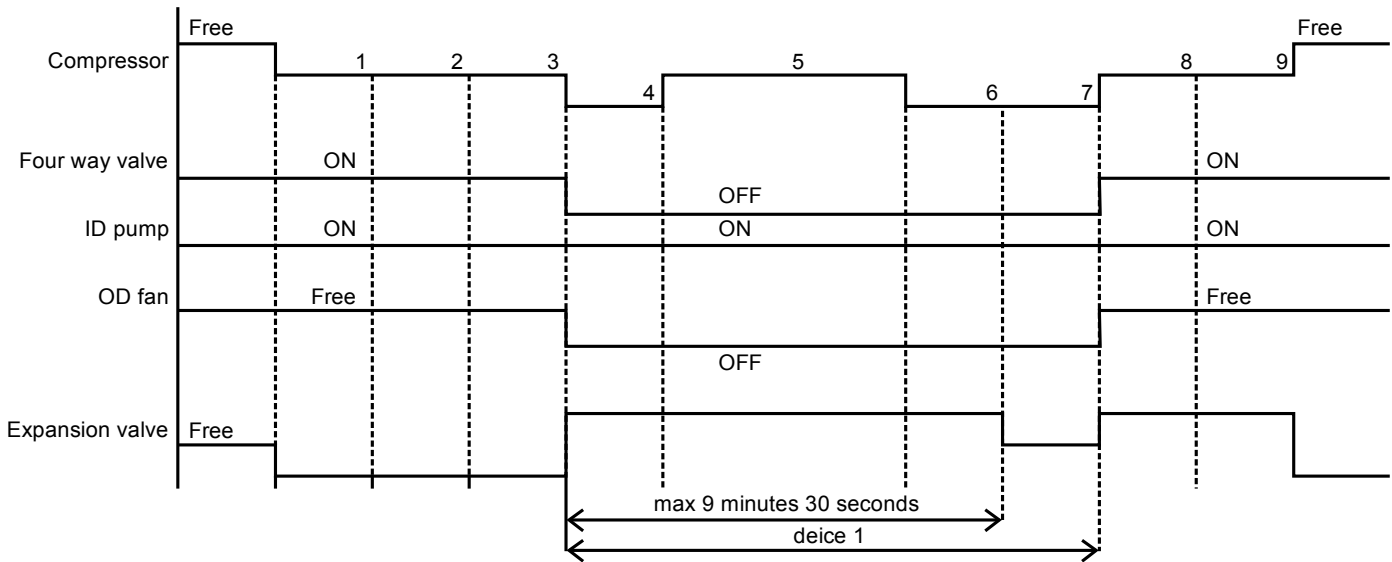 Free Free
Compressor 1 2 3 4 5 6 7 8 9
Four way valve ON OFF ON
ID pump ON ON ON
OD fan Free OFF Free
Expansion valve Free
max 9 minutes 30 seconds
deice 1